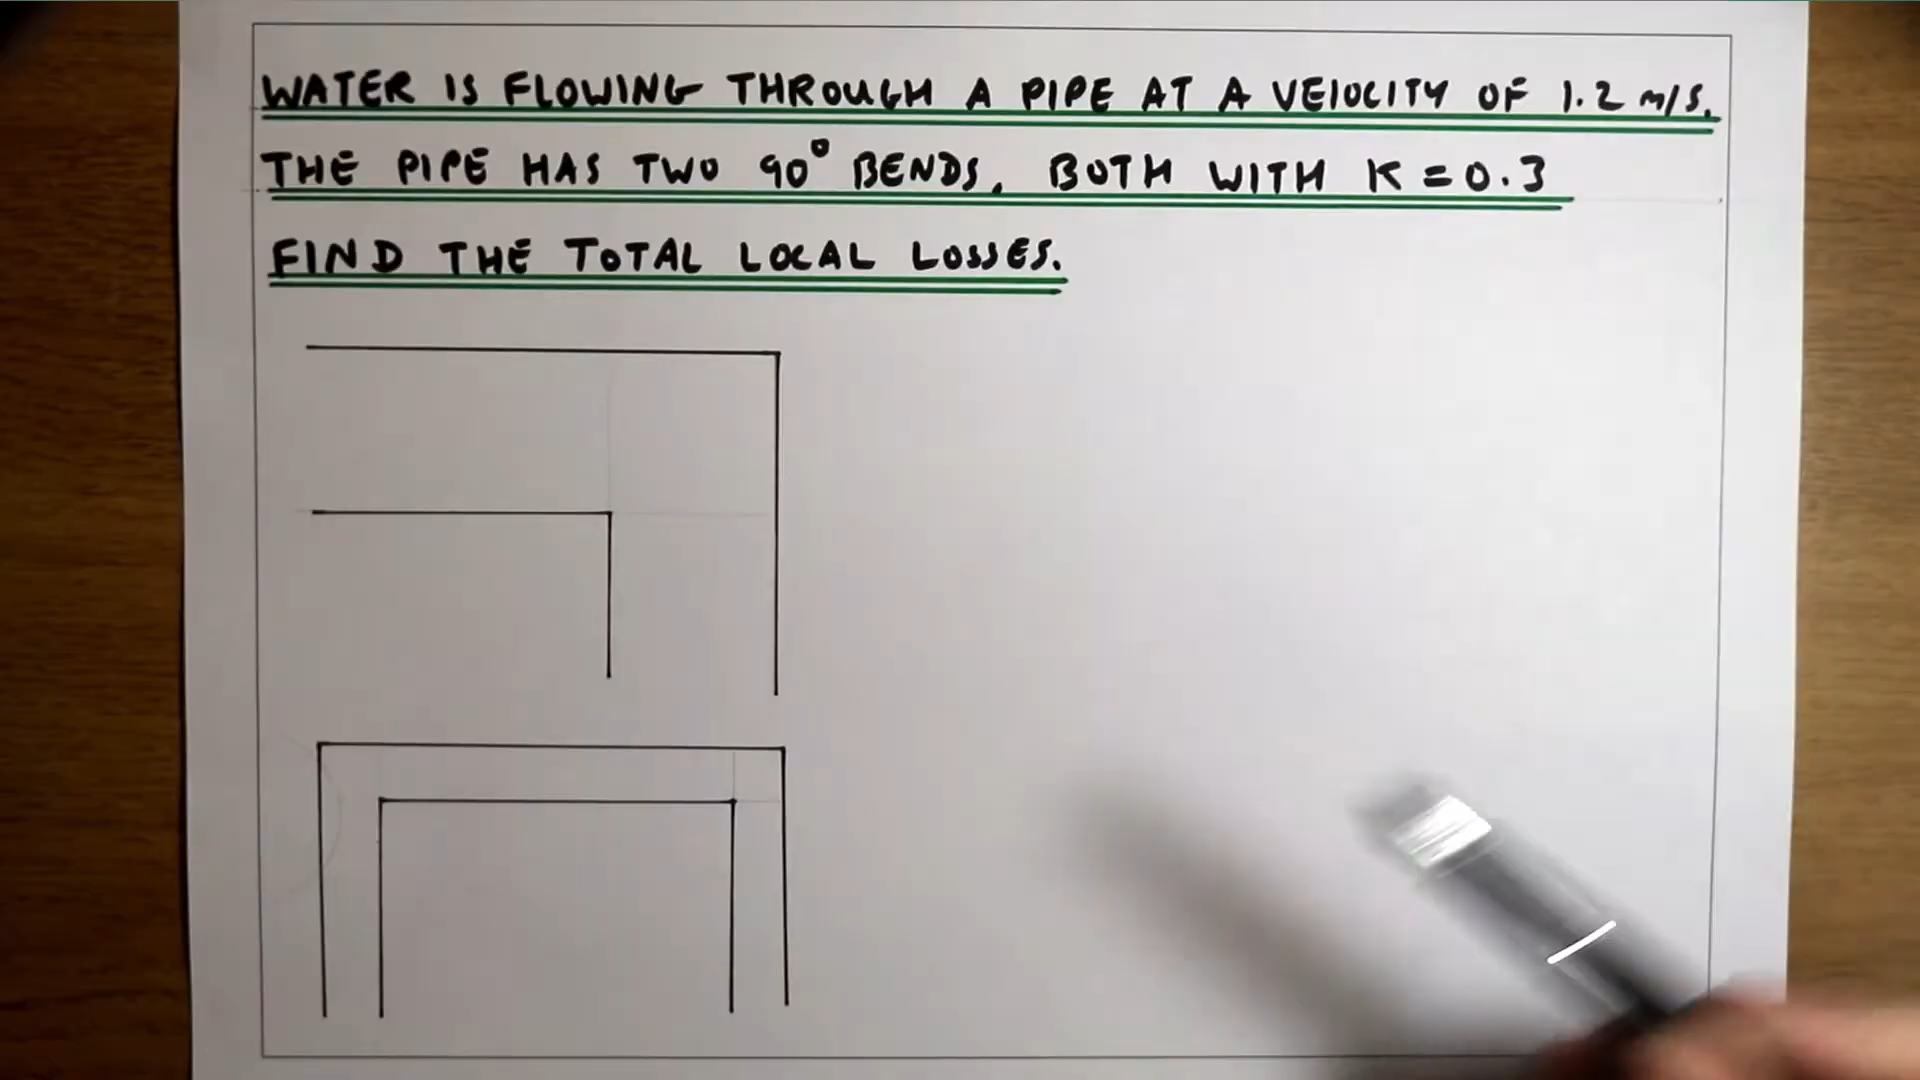 WATER IS FLOWING THROUGH A PIPE AT A VELOCITY OF 1.2 m/s.
THE PIPE HAS TWO 90° BENDS. BOTH WITH K = 0.3
FIND THE TOTAL LOCAL LOSSES.